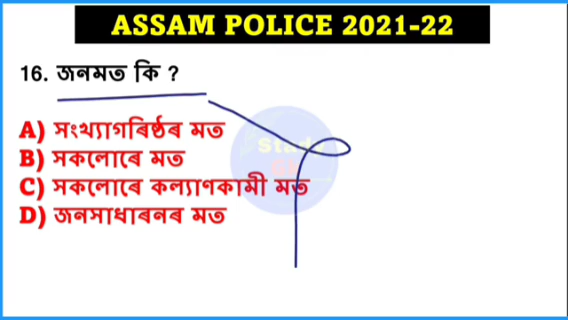 ASSAM POLICE 2021-22
16. জনমত কি ?
A) সংখ্যাগৰিষ্ঠৰ মত
B) সকলোৰে মত
C) সকলোৰে কল্যাণকামী মত
D) জনসাধাৰনৰ মত